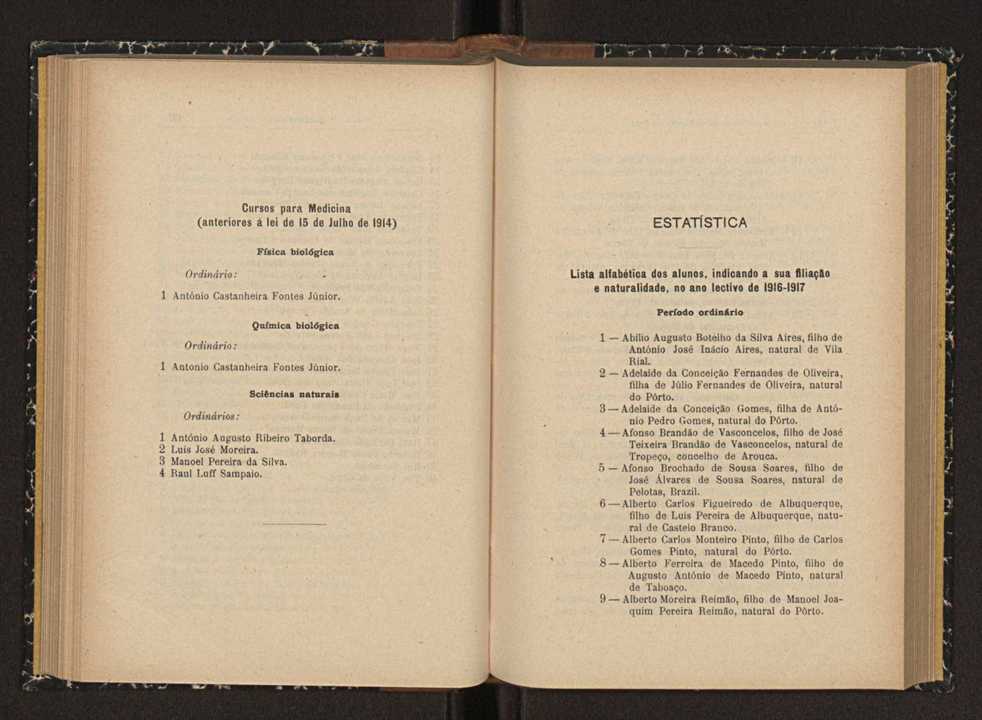 Cursos para Medicina
(anteriores á lei de 15 de Julho de 1914)
Física biológica
Ordinário:
1 António Castanheira Fontes Júnior.
Química biológica
Ordinário:
1 Antonio Castanheira Fontes Júnior.
Sciências naturais
Ordinários:
1 António Augusto Ribeiro Taborda.
2 Luis José Moreira.
3 Manoel Pereira da Silva.
4 Raul Luff Sampaio.
ESTATÍSTICA
Lista alfabética dos alunos, indicando a sua filiação
e naturalidade, no ano lectivo de 1916-1917
Período ordinário
1 — Abílio Augusto Botelho da Silva Aires, filho de
António José Inácio Aires, natural de Vila
Rial.
2 — Adelaide da Conceição Fernandes de Oliveira,
filha de Júlio Fernandes de Oliveira, natural
do Pôrto.
3 — Adelaide da Conceição Gomes, filha de Antó-
nio Pedro Gomes, natural do Pôrto.
4 — Afonso Brandão de Vasconcelos, filho de José
Teixeira Brandão de Vasconcelos, natural de
Tropeço, concelho de Arouca.
5 — Afonso Brochado de Sousa Soares, filho de
José Álvares de Sousa Soares, natural de
Pelotas, Brazil.
6 — Alberto Carlos Figueiredo de Albuquerque,
filho de Luis Pereira de Albuquerque, natu-
ral de Castelo Branco.
7 — Alberto Carlos Monteiro Pinto, filho de Carlos
Gomes Pinto, natural do Pôrto.
8 — Alberto Ferreira de Macedo Pinto, filho de
Augusto António de Macedo Pinto, natural
de Taboaço.
9 — Alberto Moreira Reimão, filho de Manoel Joa-
quim Pereira Reimão, natural do Pôrto.